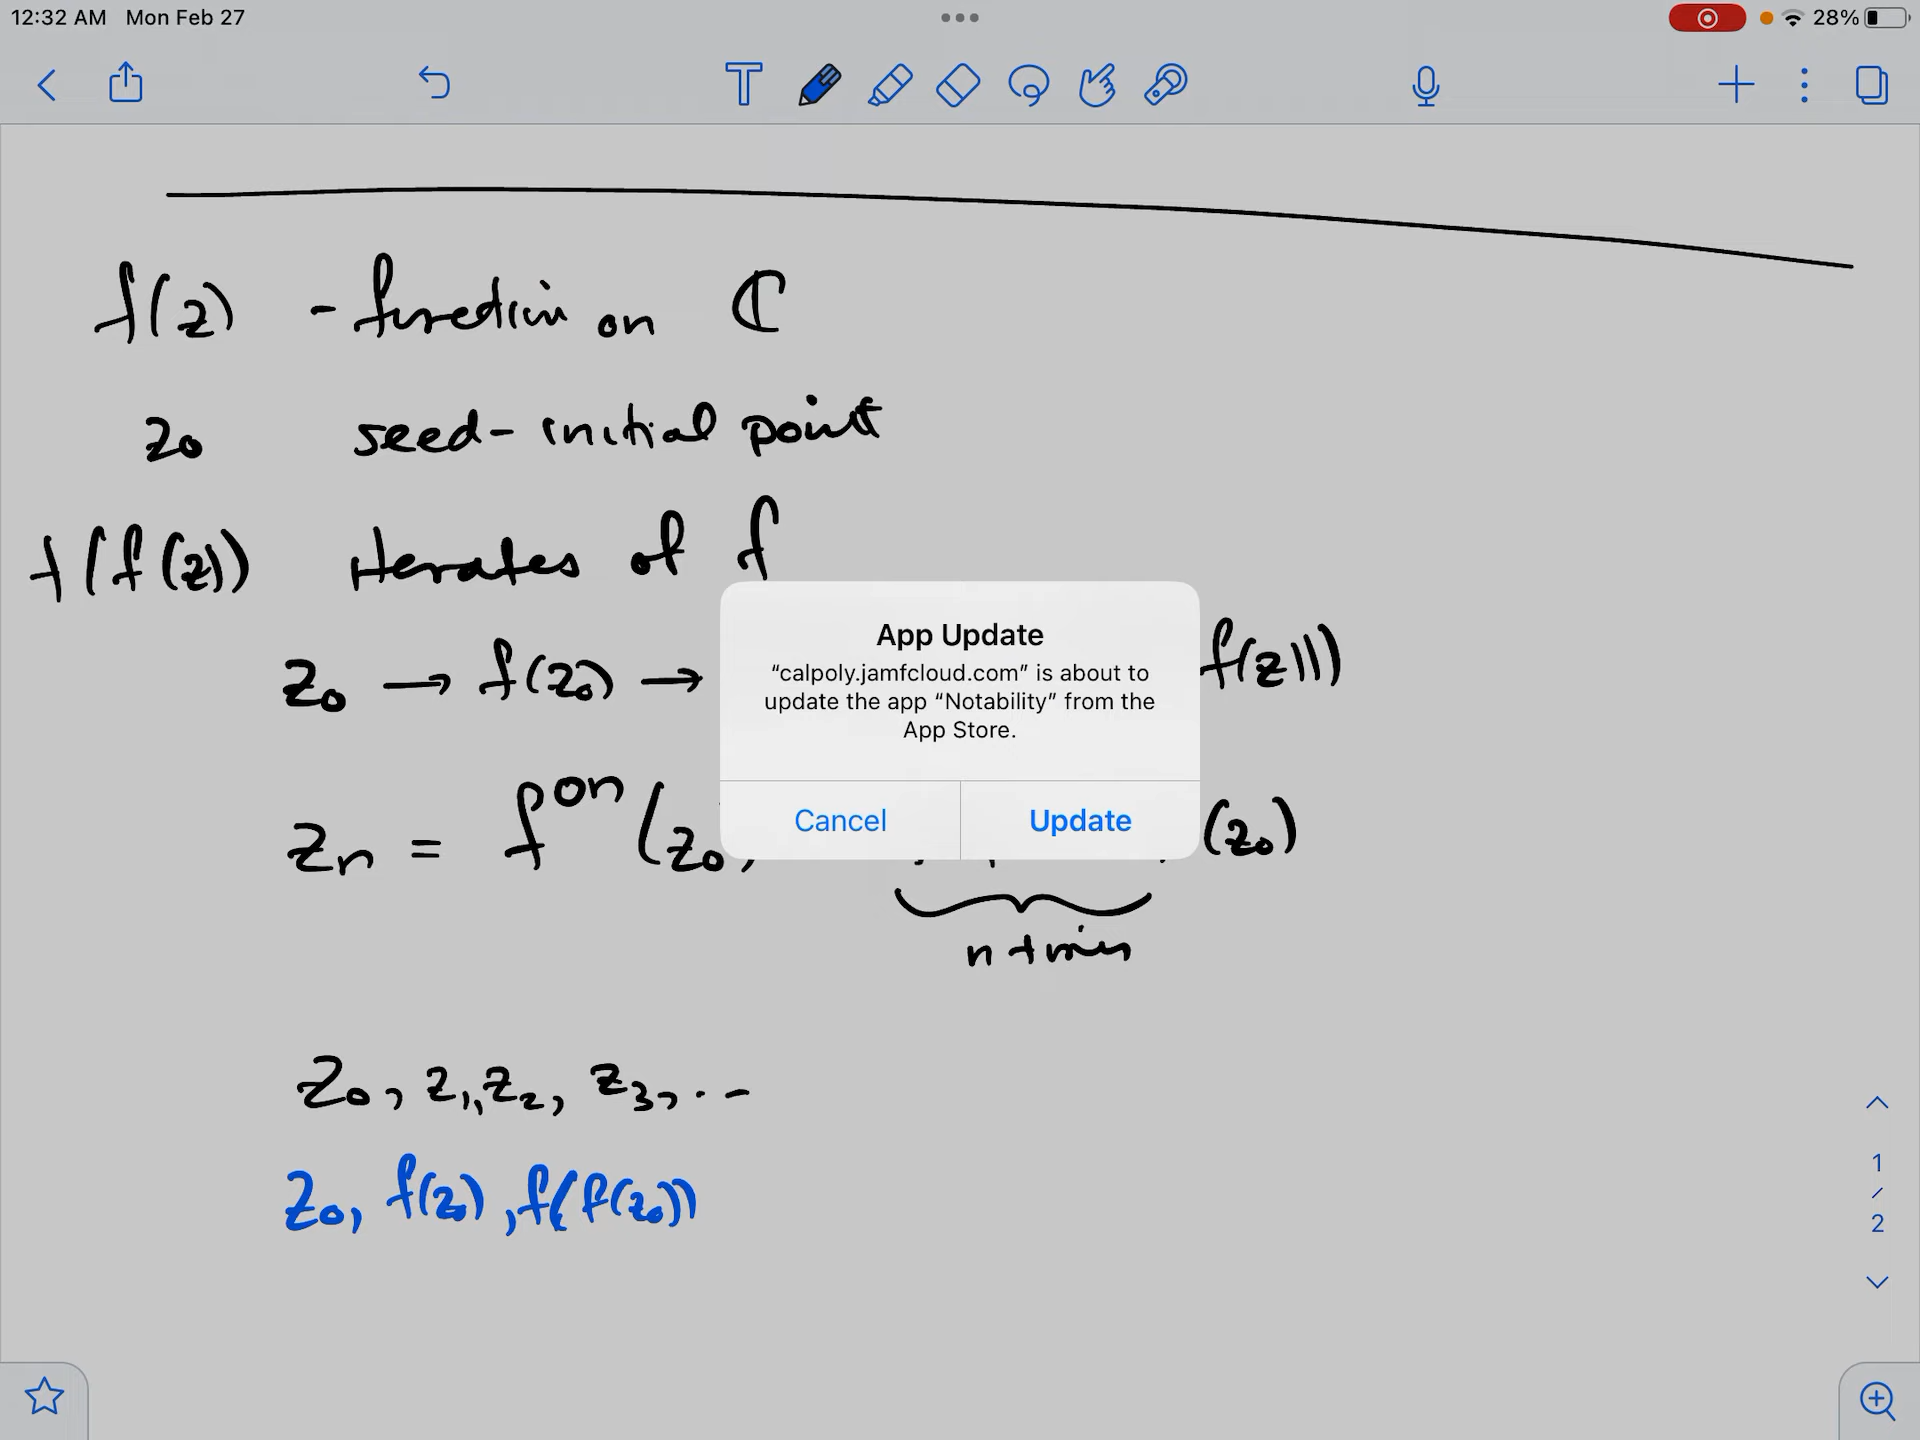 12:32 AM Mon Feb 27
28%
T
f(z) - function on ℂ
z₀ seed - initial point
f(f(z)) iterates of f
z₀ → f(z₀) → f(z)))
zₙ = f°ⁿ(z₀) (z₀)
n times
z₀, z₁, z₂, z₃, . . -
z₀, f(z₀), f(f(z₀))
App Update
“calpoly.jamfcloud.com” is about to
update the app “Notability” from the
App Store.
Cancel Update
1
/
2